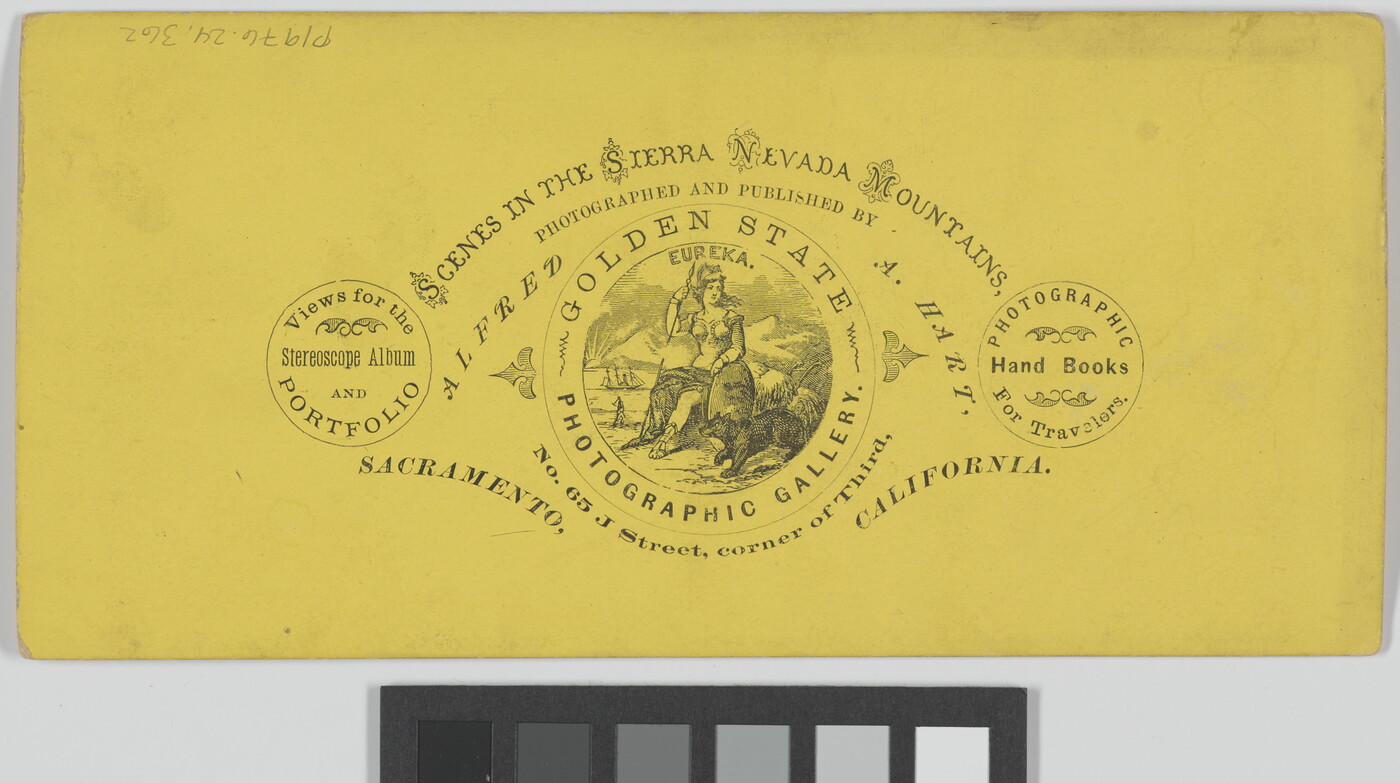 P1976.24.362
SCENES IN THE SIERRA NEVADA MOUNTAINS,
PHOTOGRAPHED AND PUBLISHED BY
ALFRED A. HART,
GOLDEN STATE
EUREKA.
PHOTOGRAPHIC GALLERY.
No. 65 J Street, corner of Third,
SACRAMENTO, CALIFORNIA.
Views for the
Stereoscope Album
AND
PORTFOLIO
PHOTOGRAPHIC
Hand Books
For Travelers.